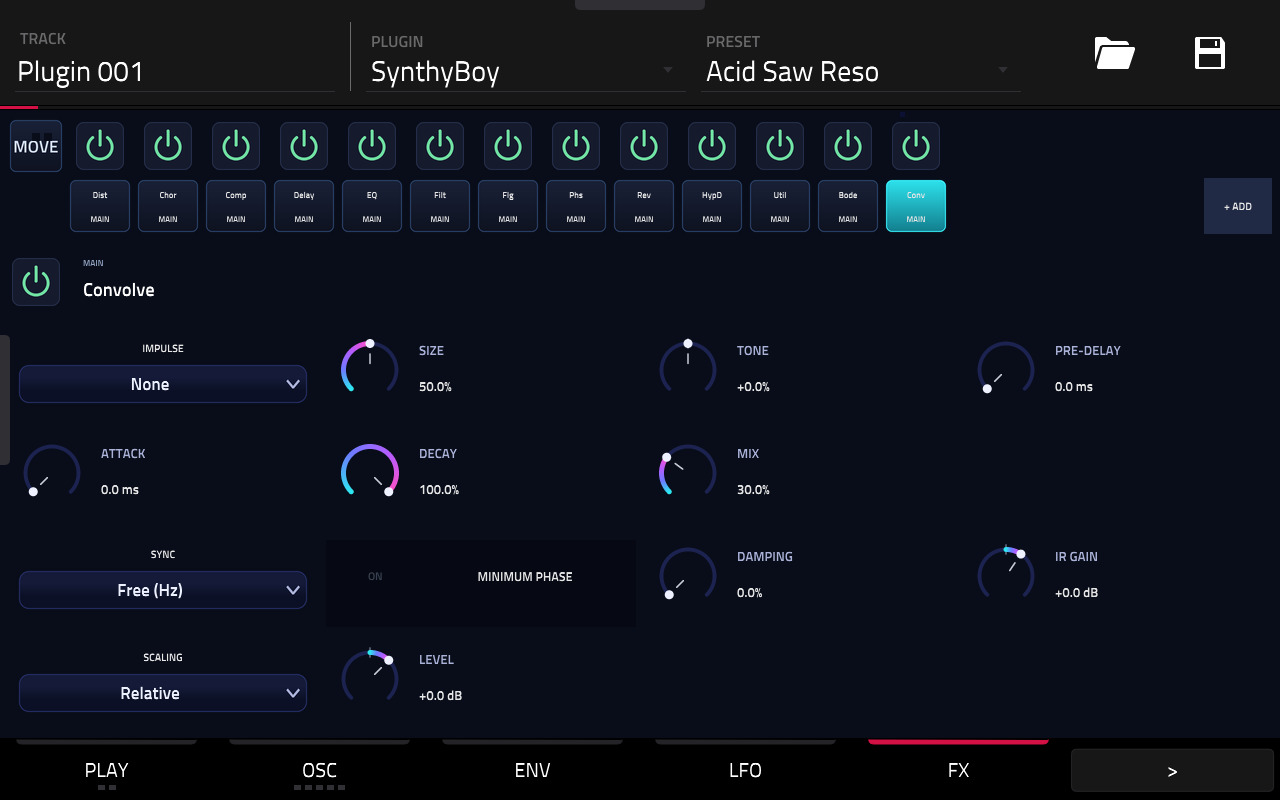 TRACK
Plugin 001
PLUGIN
SynthyBoy
PRESET
Acid Saw Reso
MOVE
Dist
MAIN
Chor
MAIN
Comp
MAIN
Delay
MAIN
EQ
MAIN
Filt
MAIN
Flg
MAIN
Phs
MAIN
Rev
MAIN
HypD
MAIN
Util
MAIN
Bode
MAIN
Conv
MAIN
+ ADD
MAIN
Convolve
IMPULSE
None
SIZE
50.0%
TONE
+0.0%
PRE-DELAY
0.0 ms
ATTACK
0.0 ms
DECAY
100.0%
MIX
30.0%
SYNC
Free (Hz)
ON
MINIMUM PHASE
DAMPING
0.0%
IR GAIN
+0.0 dB
SCALING
Relative
LEVEL
+0.0 dB
PLAY
OSC
ENV
LFO
FX
>